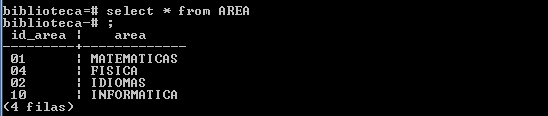 biblioteca=# select * from AREA
biblioteca-# ;
 id_area |     area
---------+--------------
 01      | MATEMATICAS
 04      | FISICA
 02      | IDIOMAS
 10      | INFORMATICA
(4 filas)